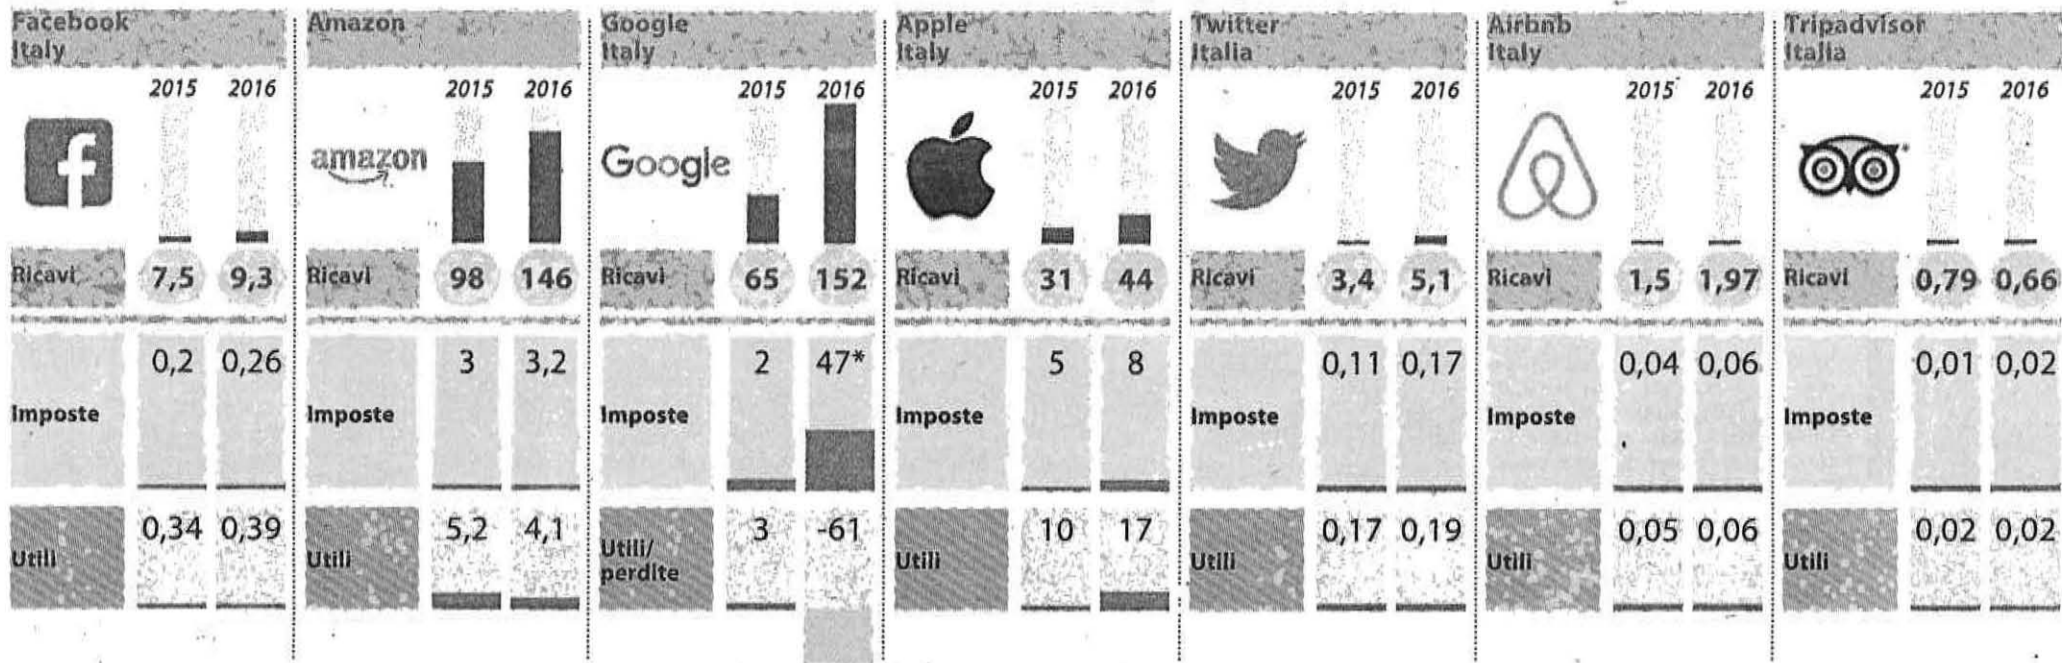 Facebook
Italy
2015 2016
f
Ricavi 7,5 9,3
0,2 0,26
Imposte
0,34 0,39
Utili
Amazon
2015 2016
amazon
Ricavi 98 146
3 3,2
Imposte
5,2 4,1
Utili
Google
Italy
2015 2016
Google
Ricavi 65 152
2 47*
Imposte
3 -61
Utili/
perdite
Apple
Italy
2015 2016
Ricavi 31 44
5 8
Imposte
10 17
Utili
Twitter
Italia
2015 2016
Ricavi 3,4 5,1
0,11 0,17
Imposte
0,17 0,19
Utili
Airbnb
Italy
2015 2016
Ricavi 1,5 1,97
0,04 0,06
Imposte
0,05 0,06
Utili
Tripadvisor
Italia
2015 2016
Ricavi 0,79 0,66
0,01 0,02
Imposte
0,02 0,02
Utili